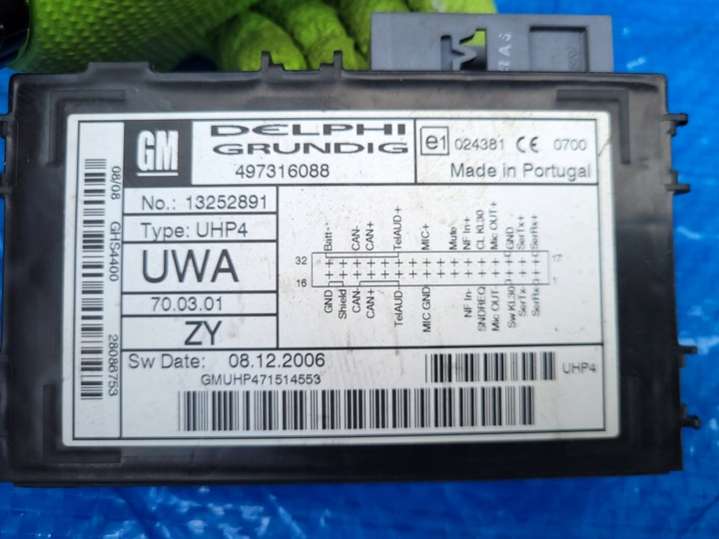 GM
DELPHI
GRUNDIG
497316088
e1 024381 CE 0700
Made in Portugal
No.: 13252891
Type: UHP4
UWA
70.03.01
ZY
Sw Date: 08.12.2006
GMUHP471514553
UHP4
08/08 GHS4400 28086753
32
17
16
1
Batt+
CAN-
CAN+
TelAUD+
MIC+
Mute
NF In+
CL KL30
Mic OUT+
GND
SerTx+
SerRx+
GND
Shield
CAN-
CAN+
TelAUD-
MIC GND
NF In-
SNDREQ
Mic OUT-
Sw KL30
SerTx-